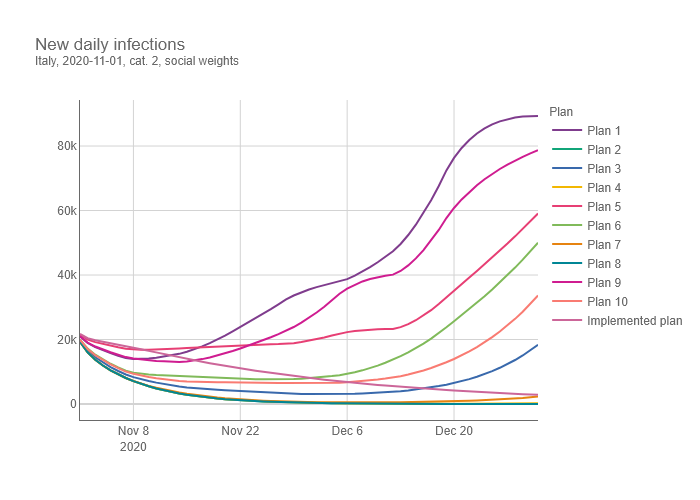 New daily infections
Italy, 2020-11-01, cat. 2, social weights
Plan
Plan 1
Plan 2
Plan 3
Plan 4
Plan 5
Plan 6
Plan 7
Plan 8
Plan 9
Plan 10
Implemented plan
80k
60k
40k
20k
0
Nov 8 Nov 22 Dec 6 Dec 20
2020